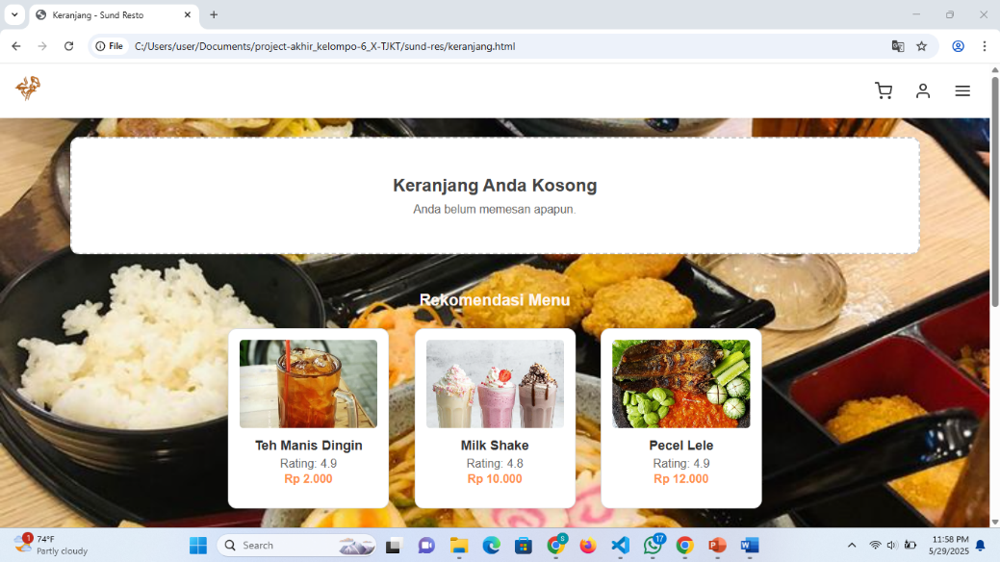 Keranjang - Sund Resto
File
C:/Users/user/Documents/project-akhir_kelompo-6_X-TJKT/sund-res/keranjang.html
Keranjang Anda Kosong
Anda belum memesan apapun.
Rekomendasi Menu
Teh Manis Dingin
Rating: 4.9
Rp 2.000
Milk Shake
Rating: 4.8
Rp 10.000
Pecel Lele
Rating: 4.9
Rp 12.000
1
74°F
Partly cloudy
Search
S
17
11:58 PM
5/29/2025